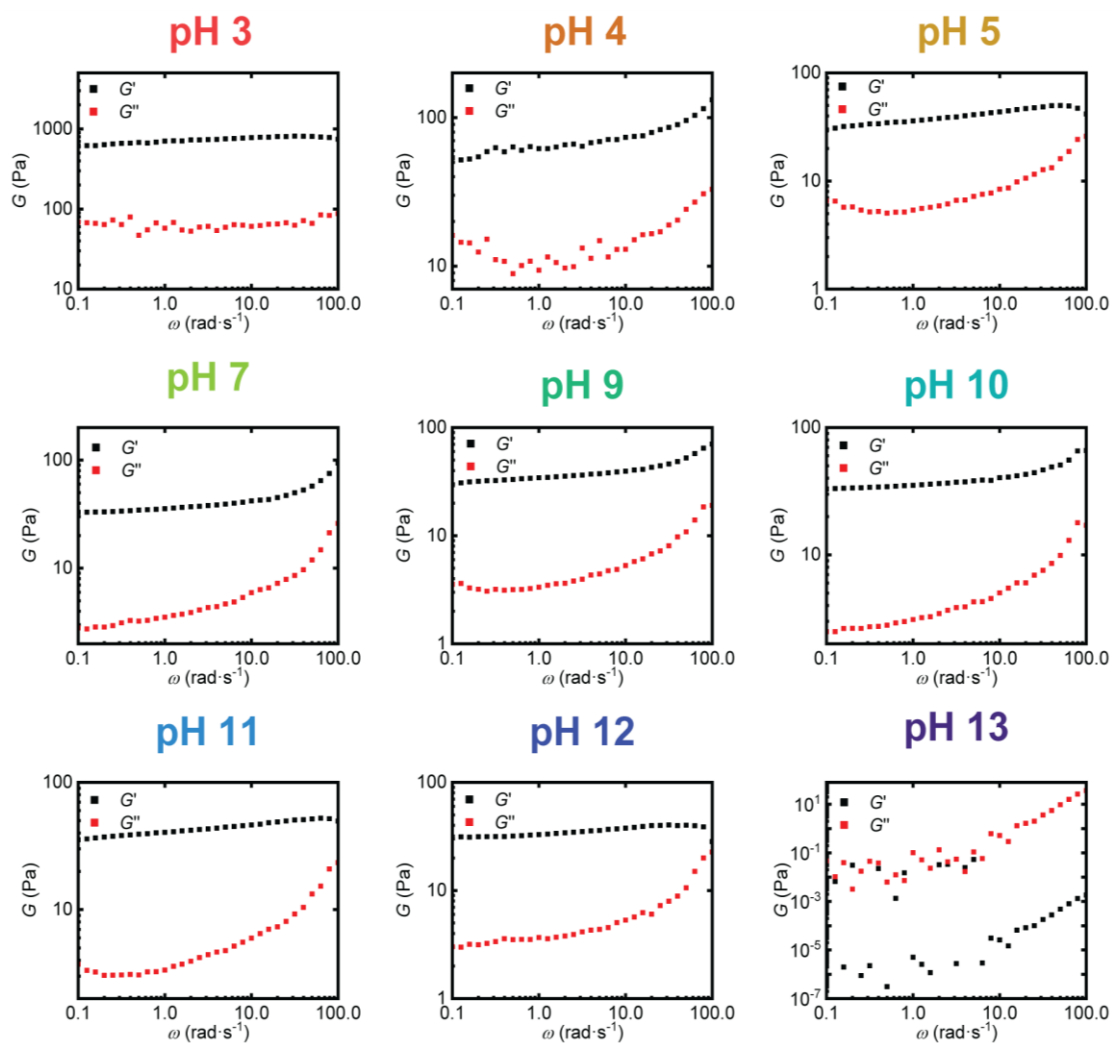 pH 3
pH 4
pH 5
G'
G''
1000
100
10
G (Pa)
0.1
1.0
10.0
100.0
ω (rad·s⁻¹)
G'
G''
100
10
G (Pa)
0.1
1.0
10.0
100.0
ω (rad·s⁻¹)
G'
G''
100
10
1
G (Pa)
0.1
1.0
10.0
100.0
ω (rad·s⁻¹)
pH 7
pH 9
pH 10
G'
G''
100
10
G (Pa)
0.1
1.0
10.0
100.0
ω (rad·s⁻¹)
G'
G''
100
10
1
G (Pa)
0.1
1.0
10.0
100.0
ω (rad·s⁻¹)
G'
G''
100
10
G (Pa)
0.1
1.0
10.0
100.0
ω (rad·s⁻¹)
pH 11
pH 12
pH 13
G'
G''
100
10
G (Pa)
0.1
1.0
10.0
100.0
ω (rad·s⁻¹)
G'
G''
100
10
1
G (Pa)
0.1
1.0
10.0
100.0
ω (rad·s⁻¹)
G'
G''
10¹
10⁻¹
10⁻³
10⁻⁵
10⁻⁷
G (Pa)
0.1
1.0
10.0
100.0
ω (rad·s⁻¹)